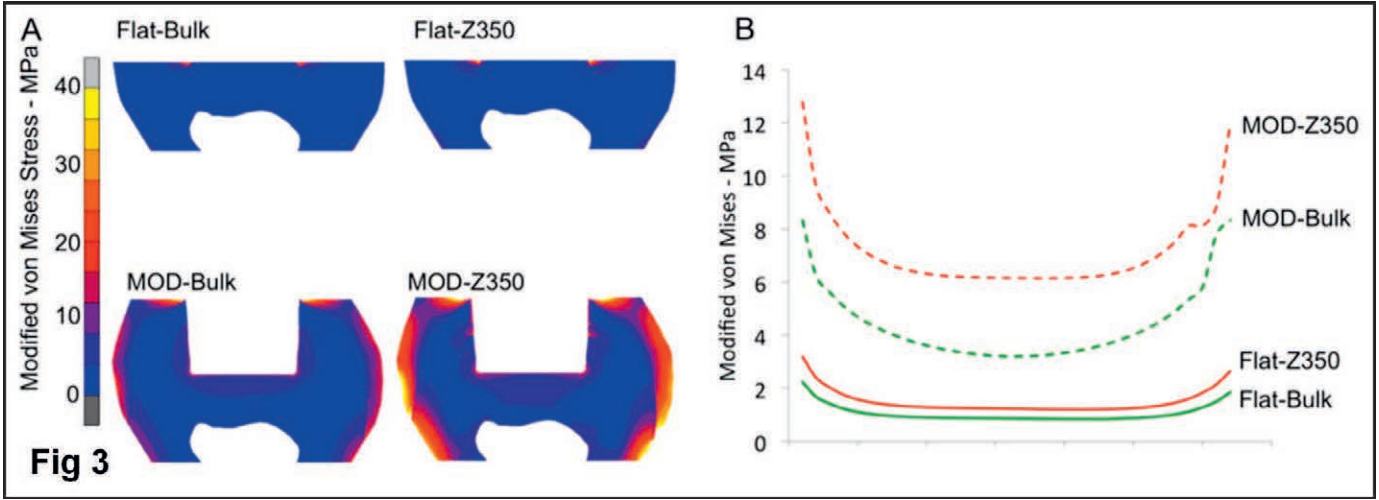 A
Flat-Bulk
Flat-Z350
Modified von Mises Stress - MPa
40
30
20
10
0
MOD-Bulk
MOD-Z350
Fig 3
B
Modified von Mises - MPa
14
12
10
8
6
4
2
0
MOD-Z350
MOD-Bulk
Flat-Z350
Flat-Bulk